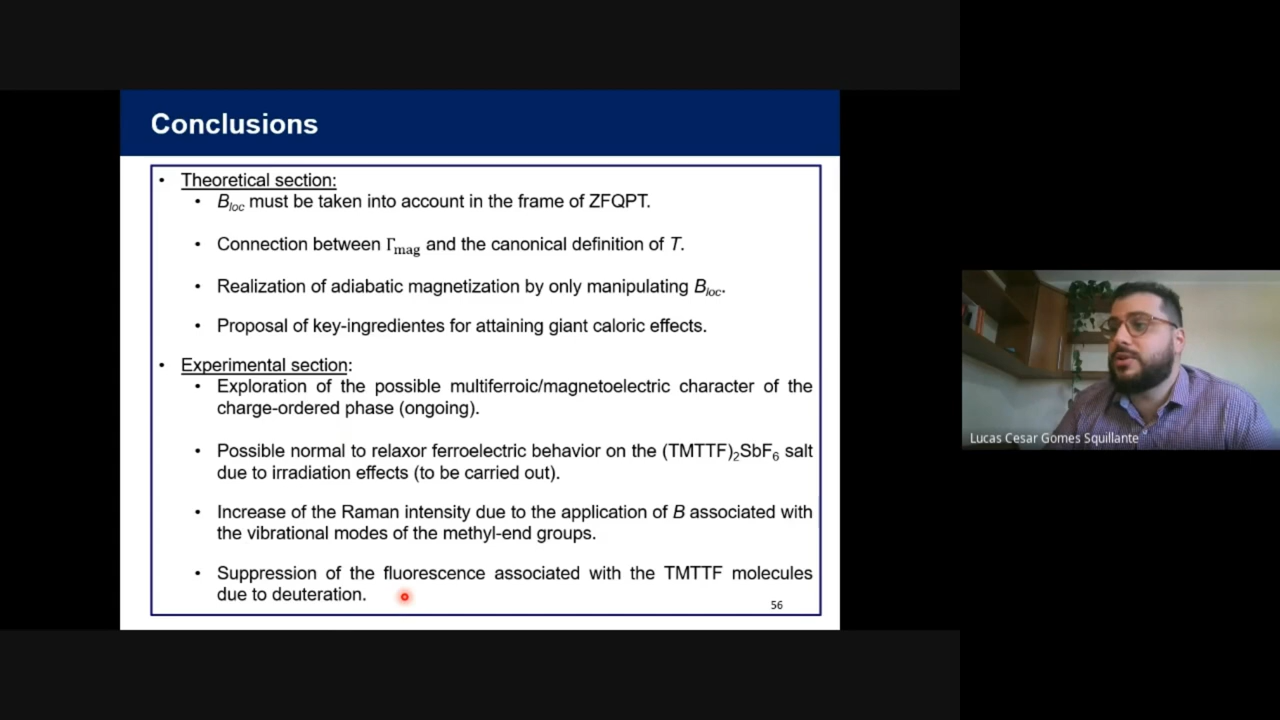 Conclusions
• Theoretical section:
• Bloc must be taken into account in the frame of ZFQPT.
• Connection between Γmag and the canonical definition of T.
• Realization of adiabatic magnetization by only manipulating Bloc.
• Proposal of key-ingredientes for attaining giant caloric effects.
• Experimental section:
• Exploration of the possible multiferroic/magnetoelectric character of the
charge-ordered phase (ongoing).
• Possible normal to relaxor ferroelectric behavior on the (TMTTF)2SbF6 salt
due to irradiation effects (to be carried out).
• Increase of the Raman intensity due to the application of B associated with
the vibrational modes of the methyl-end groups.
• Suppression of the fluorescence associated with the TMTTF molecules
due to deuteration.
56
Lucas Cesar Gomes Squillante